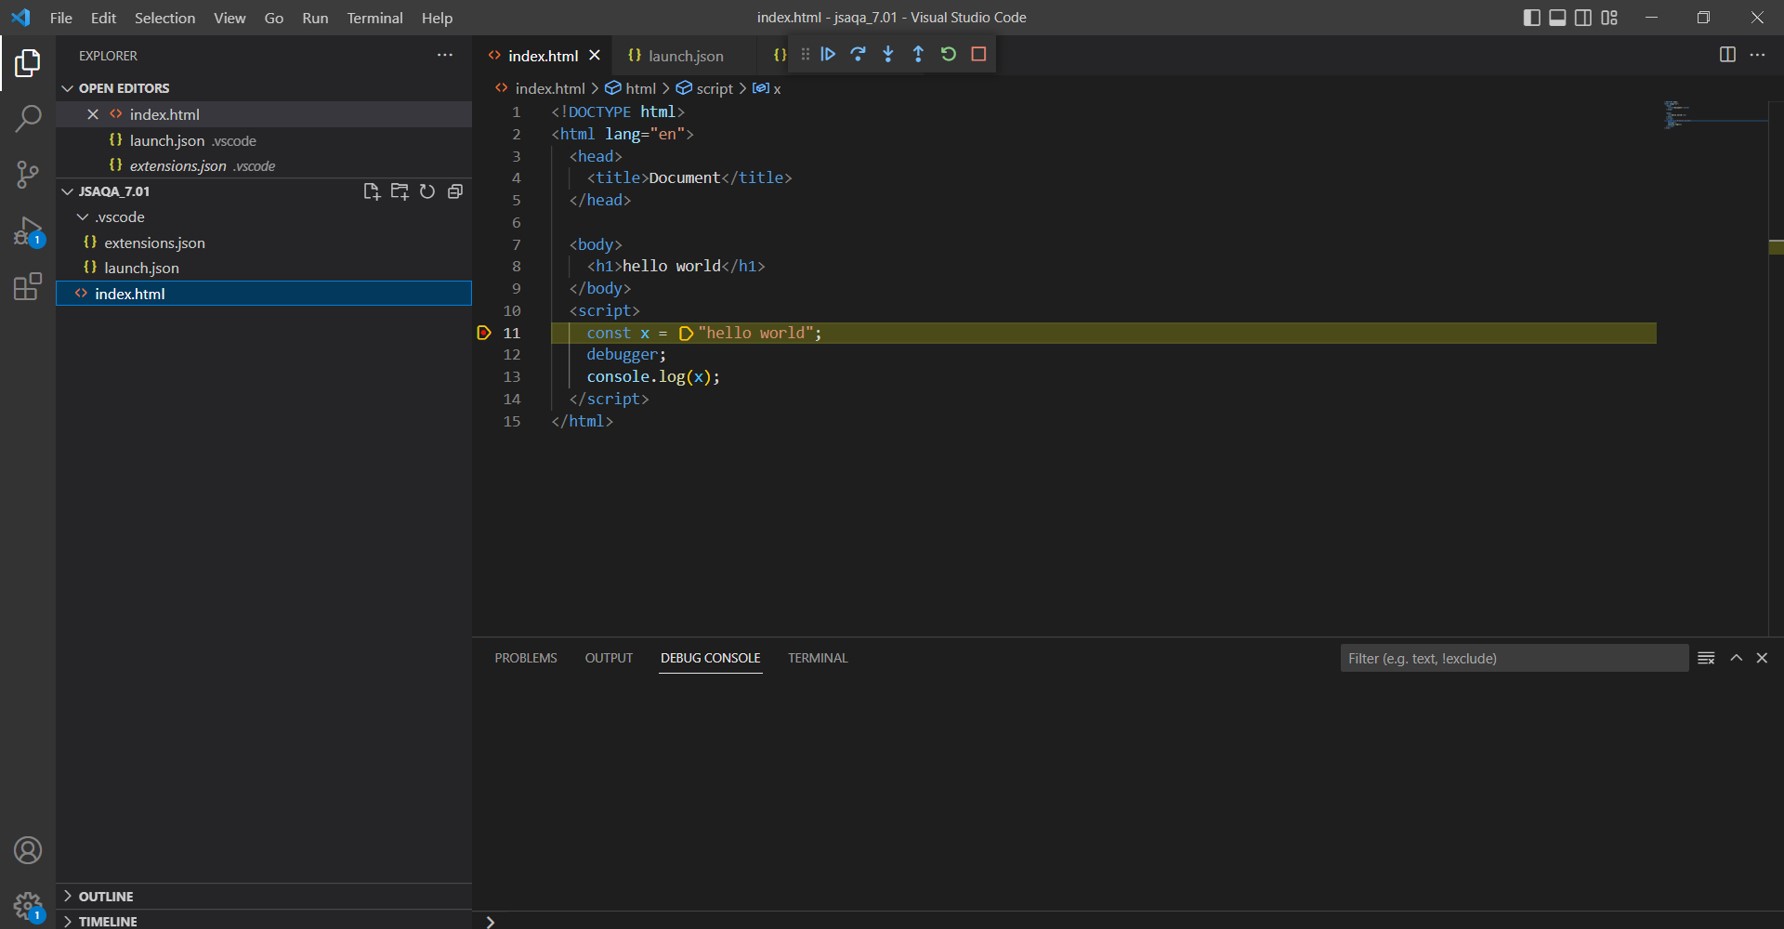 File Edit Selection View Go Run Terminal Help
index.html - jsaqa_7.01 - Visual Studio Code
EXPLORER
OPEN EDITORS
index.html
launch.json .vscode
extensions.json .vscode
JSAQA_7.01
.vscode
{} extensions.json
{} launch.json
<> index.html
1
OUTLINE
1
TIMELINE
<> index.html {} launch.json {}
<> index.html > html > script > x
1 <!DOCTYPE html>
2 <html lang="en">
3 <head>
4 <title>Document</title>
5 </head>
6
7 <body>
8 <h1>hello world</h1>
9 </body>
10 <script>
11 const x = "hello world";
12 debugger;
13 console.log(x);
14 </script>
15 </html>
PROBLEMS OUTPUT DEBUG CONSOLE TERMINAL
Filter (e.g. text, !exclude)
>